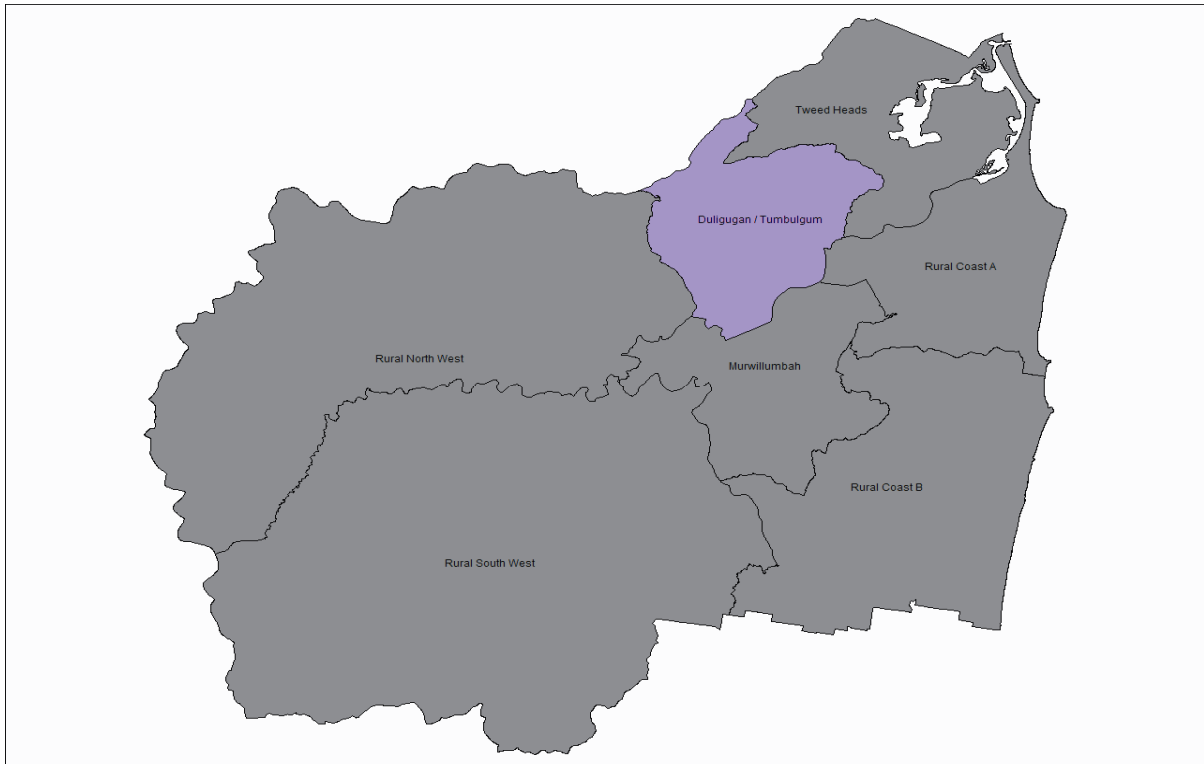 Tweed Heads
Duligugan / Tumbulgum
Rural Coast A
Rural North West
Murwillumbah
Rural Coast B
Rural South West